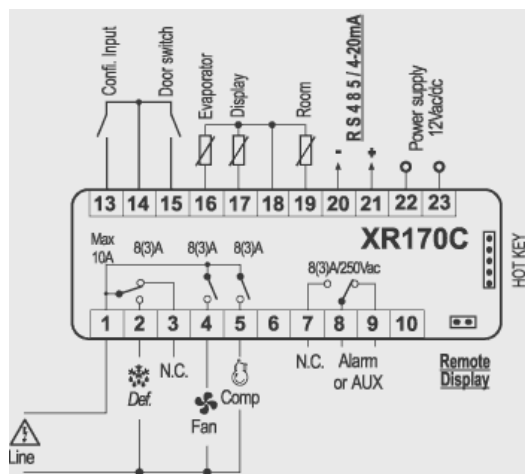 Confi. Input
Door switch
Evaporator
Display
Room
RS485/4-20mA
Power supply
12Vac/dc
- +
13 14 15 16 17 18 19 20 21 22 23
XR170C
HOT KEY
Max
10A
8(3)A 8(3)A 8(3)A
8(3)A/250Vac
1 2 3 4 5 6 7 8 9 10
N.C.
Def.
Fan
Comp
N.C. Alarm
or AUX
Remote
Display
Line